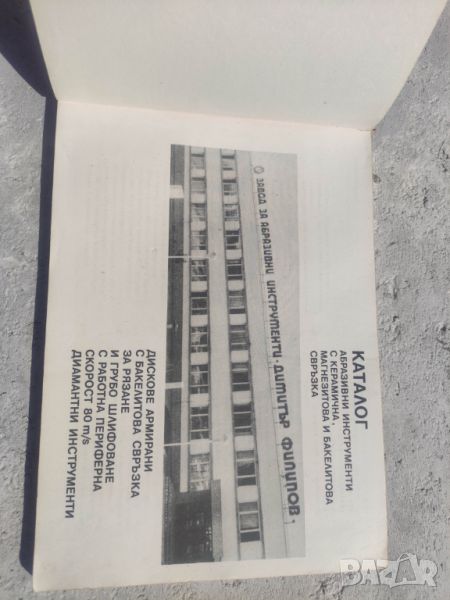 КАТАЛОГ
АБРАЗИВНИ ИНСТРУМЕНТИ
С КЕРАМИЧНА,
МАГНЕЗИТОВА И БАКЕЛИТОВА
СВРЪЗКА
ЗАВОД ЗА АБРАЗИВНИ ИНСТРУМЕНТИ · ДИМИТЪР ФИЛИПОВ,
ДИСКОВЕ АРМИРАНИ
С БАКЕЛИТОВА СВРЪЗКА
ЗА РЯЗАНЕ
И ГРУБО ШЛИФОВАНЕ
С РАБОТНА ПЕРИФЕРНА
СКОРОСТ 80 m/s
ДИАМАНТНИ ИНСТРУМЕНТИ
BAZAR